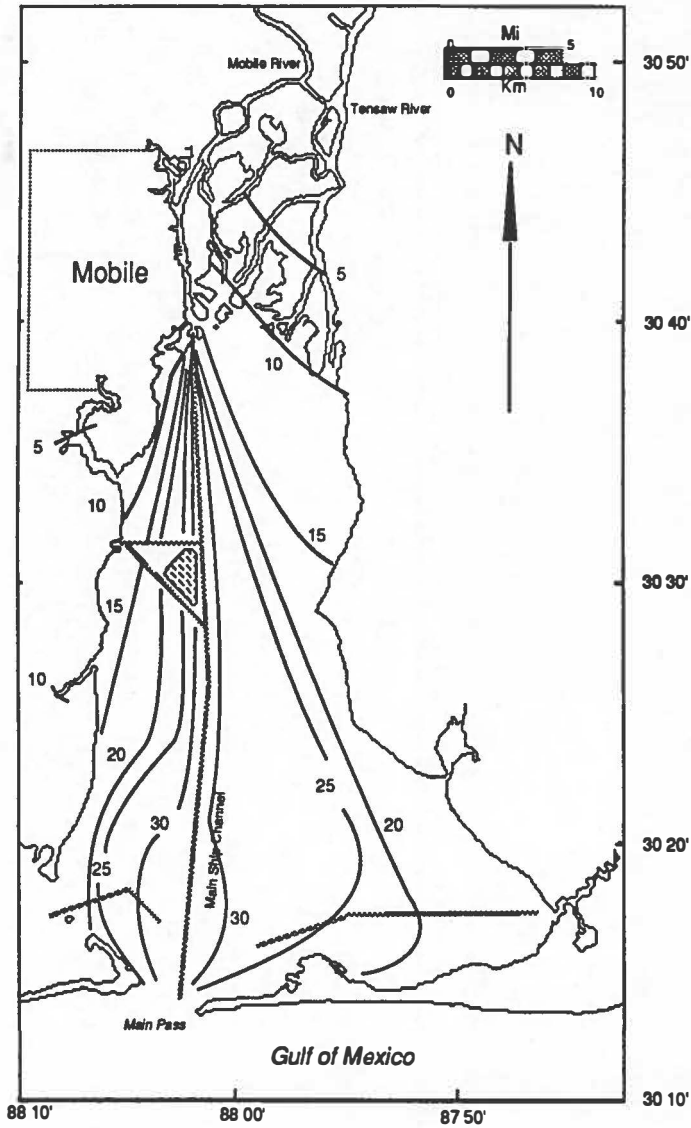 Mi
0 5
Km
0 10
30 50'
Mobile River
Tensaw River
N
Mobile
5
30 40'
10
5
10
15
30 30'
15
10
20
25
20
30
Main Ship Channel
30 20'
25
30
Main Pass
Gulf of Mexico
30 10'
88 10' 88 00' 87 50'